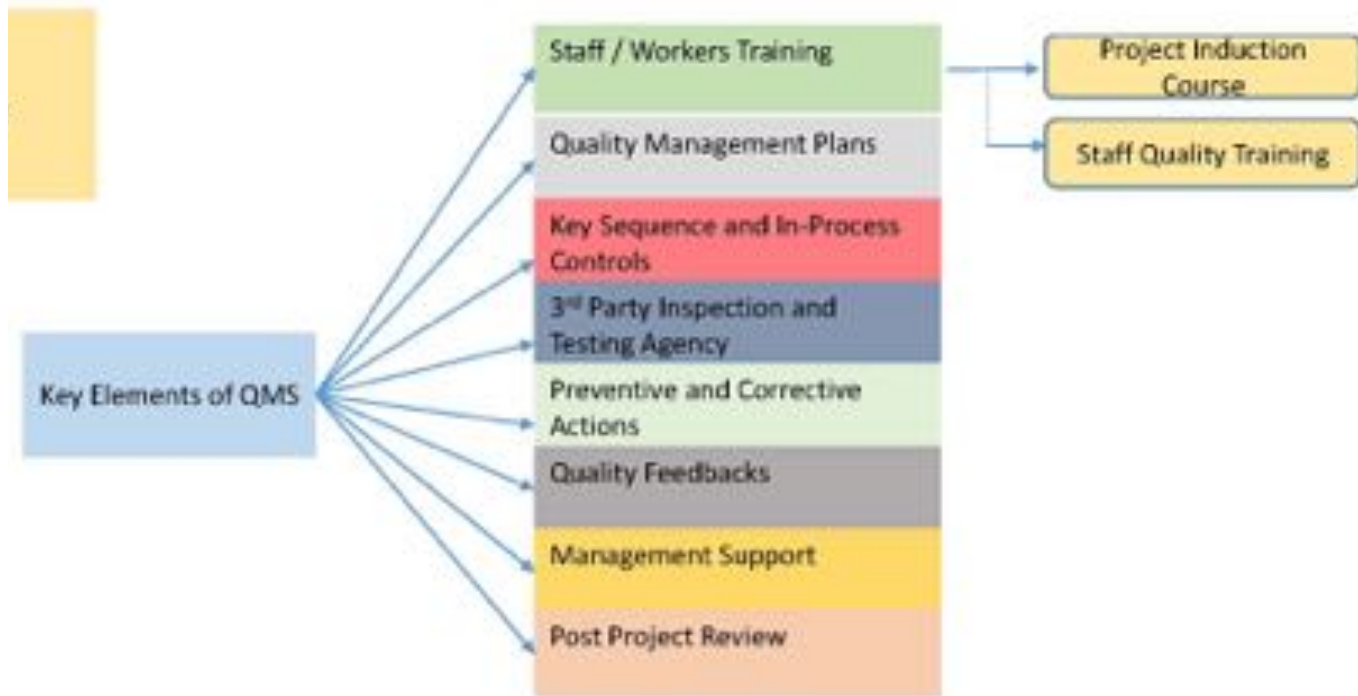 Staff / Workers Training
Project Induction
Course
Quality Management Plans
Staff Quality Training
Key Sequence and In-Process
Controls
3rd Party Inspection and
Testing Agency
Key Elements of QMS
Preventive and Corrective
Actions
Quality Feedbacks
Management Support
Post Project Review